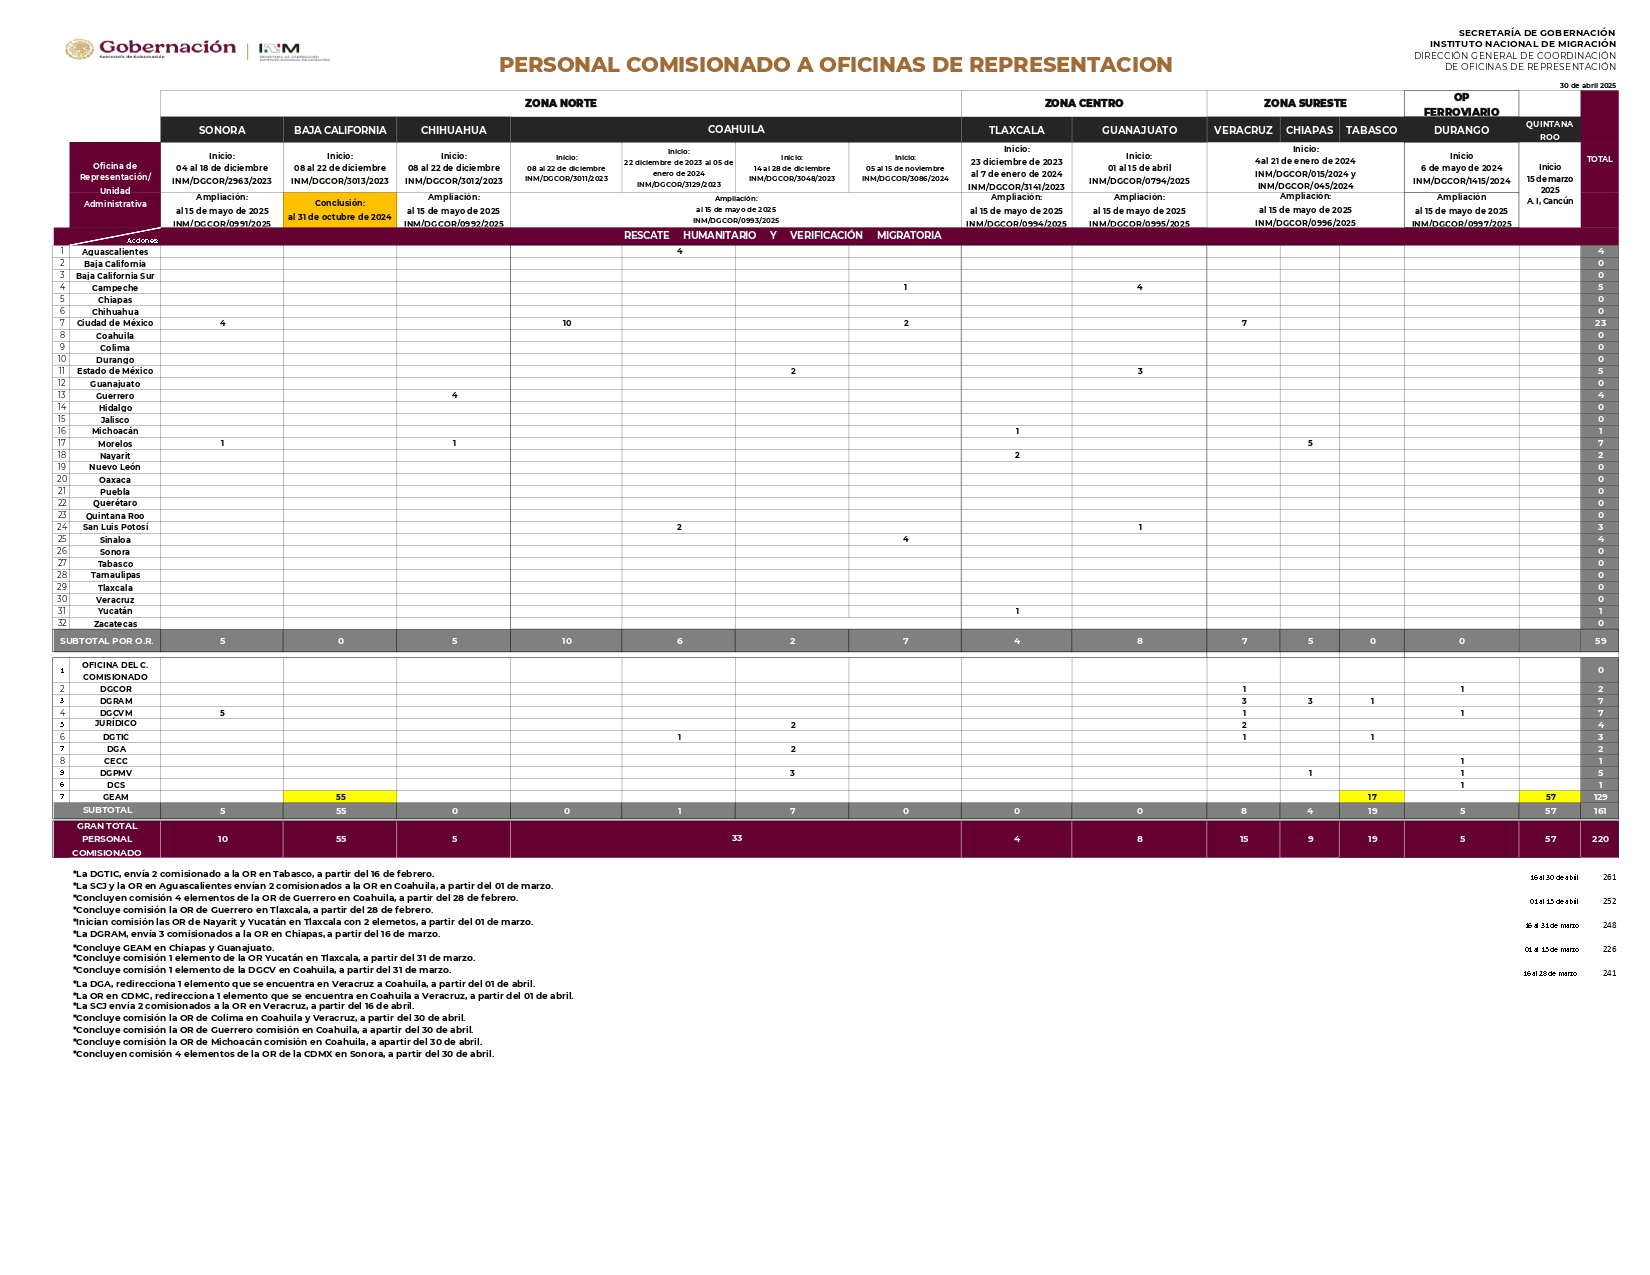 Gobernación
Secretaría de Gobernación
INM
PERSONAL COMISIONADO A OFICINAS DE REPRESENTACION
SECRETARÍA DE GOBERNACIÓN
INSTITUTO NACIONAL DE MIGRACIÓN
DIRECCIÓN GENERAL DE COORDINACIÓN
DE OFICINAS DE REPRESENTACIÓN
30 de abril 2025
ZONA NORTE ZONA CENTRO ZONA SURESTE OP FERROVIARIO
SONORA BAJA CALIFORNIA CHIHUAHUA COAHUILA TLAXCALA GUANAJUATO VERACRUZ CHIAPAS TABASCO DURANGO QUINTANA ROO
Oficina de
Representación/
Unidad
Administrativa
Inicio:
04 al 18 de diciembre
INM/DGCOR/2963/2023
Inicio:
08 al 22 de diciembre
INM/DGCOR/3013/2023
Inicio:
08 al 22 de diciembre
INM/DGCOR/3012/2023
Inicio:
08 al 22 de diciembre
INM/DGCOR/3011/2023
Inicio:
22 diciembre de 2023 al 05 de
enero de 2024
INM/DGCOR/3129/2023
Inicio:
14 al 28 de diciembre
INM/DGCOR/3048/2023
Inicio:
05 al 15 de noviembre
INM/DGCOR/3086/2024
Inicio:
23 diciembre de 2023
al 7 de enero de 2024
INM/DGCOR/3141/2023
Inicio:
01 al 15 de abril
INM/DGCOR/0794/2025
Inicio:
4al 21 de enero de 2024
INM/DGCOR/015/2024 y
INM/DGCOR/045/2024
Inicio
6 de mayo de 2024
INM/DGCOR/1415/2024
Inicio
15 de marzo
2025
A. I, Cancún
TOTAL
Ampliación:
al 15 de mayo de 2025
INM/DGCOR/0991/2025
Conclusión:
al 31 de octubre de 2024
Ampliación:
al 15 de mayo de 2025
INM/DGCOR/0992/2025
Ampliación:
al 15 de mayo de 2025
INM/DGCOR/0993/2025
Ampliación:
al 15 de mayo de 2025
INM/DGCOR/0994/2025
Ampliación:
al 15 de mayo de 2025
INM/DGCOR/0995/2025
Ampliación:
al 15 de mayo de 2025
INM/DGCOR/0996/2025
Ampliación
al 15 de mayo de 2025
INM/DGCOR/0997/2025
Acciones
RESCATE HUMANITARIO Y VERIFICACIÓN MIGRATORIA
1 Aguascalientes 4 4
2 Baja California 0
3 Baja California Sur 0
4 Campeche 1 4 5
5 Chiapas 0
6 Chihuahua 0
7 Ciudad de México 4 10 2 7 23
8 Coahuila 0
9 Colima 0
10 Durango 0
11 Estado de México 2 3 5
12 Guanajuato 0
13 Guerrero 4 4
14 Hidalgo 0
15 Jalisco 0
16 Michoacán 1 1
17 Morelos 1 1 5 7
18 Nayarit 2 2
19 Nuevo León 0
20 Oaxaca 0
21 Puebla 0
22 Querétaro 0
23 Quintana Roo 0
24 San Luis Potosí 2 1 3
25 Sinaloa 4 4
26 Sonora 0
27 Tabasco 0
28 Tamaulipas 0
29 Tlaxcala 0
30 Veracruz 0
31 Yucatán 1 1
32 Zacatecas 0
SUBTOTAL POR O.R. 5 0 5 10 6 2 7 4 8 7 5 0 0 59
1 OFICINA DEL C. COMISIONADO 0
2 DGCOR 1 1 2
3 DGRAM 3 3 1 7
4 DGCVM 5 1 1 7
5 JURÍDICO 2 2 4
6 DGTIC 1 1 1 3
7 DGA 2 2
8 CECC 1 1
9 DGPMV 3 1 1 5
6 DCS 1 1
7 GEAM 55 17 57 129
SUBTOTAL 5 55 0 0 1 7 0 0 0 8 4 19 5 57 161
GRAN TOTAL PERSONAL COMISIONADO 10 55 5 33 4 8 15 9 19 5 57 220
*La DGTIC, envía 2 comisionado a la OR en Tabasco, a partir del 16 de febrero.
*La SCJ y la OR en Aguascalientes envían 2 comisionados a la OR en Coahuila, a partir del 01 de marzo.
*Concluyen comisión 4 elementos de la OR de Guerrero en Coahuila, a partir del 28 de febrero.
*Concluye comisión la OR de Guerrero en Tlaxcala, a partir del 28 de febrero.
*Inician comisión las OR de Nayarit y Yucatán en Tlaxcala con 2 elemetos, a partir del 01 de marzo.
*La DGRAM, envía 3 comisionados a la OR en Chiapas, a partir del 16 de marzo.
*Concluye GEAM en Chiapas y Guanajuato.
*Concluye comisión 1 elemento de la OR Yucatán en Tlaxcala, a partir del 31 de marzo.
*Concluye comisión 1 elemento de la DGCV en Coahuila, a partir del 31 de marzo.
*La DGA, redirecciona 1 elemento que se encuentra en Veracruz a Coahuila, a partir del 01 de abril.
*La OR en CDMC, redirecciona 1 elemento que se encuentra en Coahuila a Veracruz, a partir del 01 de abril.
*La SCJ envía 2 comisionados a la OR en Veracruz, a partir del 16 de abril.
*Concluye comisión la OR de Colima en Coahuila y Veracruz, a partir del 30 de abril.
*Concluye comisión la OR de Guerrero comisión en Coahuila, a apartir del 30 de abril.
*Concluye comisión la OR de Michoacán comisión en Coahuila, a apartir del 30 de abril.
*Concluyen comisión 4 elementos de la OR de la CDMX en Sonora, a partir del 30 de abril.
16 al 30 de abril 261
01 al 15 de abril 252
16 al 31 de marzo 248
01 al 15 de marzo 226
16 al 28 de marzo 241